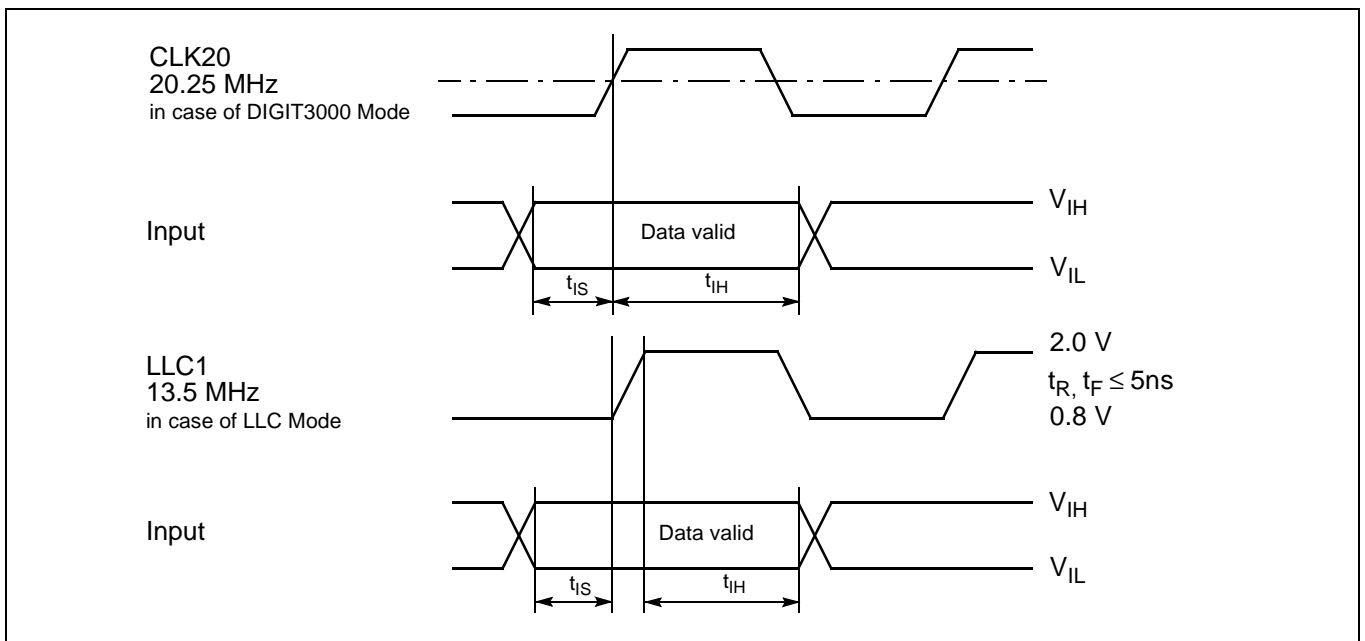 CLK20
20.25 MHz
in case of DIGIT3000 Mode
Input
Data valid
V_IH
V_IL
t_IS
t_IH
LLC1
13.5 MHz
in case of LLC Mode
2.0 V
t_R, t_F ≤ 5ns
0.8 V
Input
Data valid
V_IH
V_IL
t_IS
t_IH